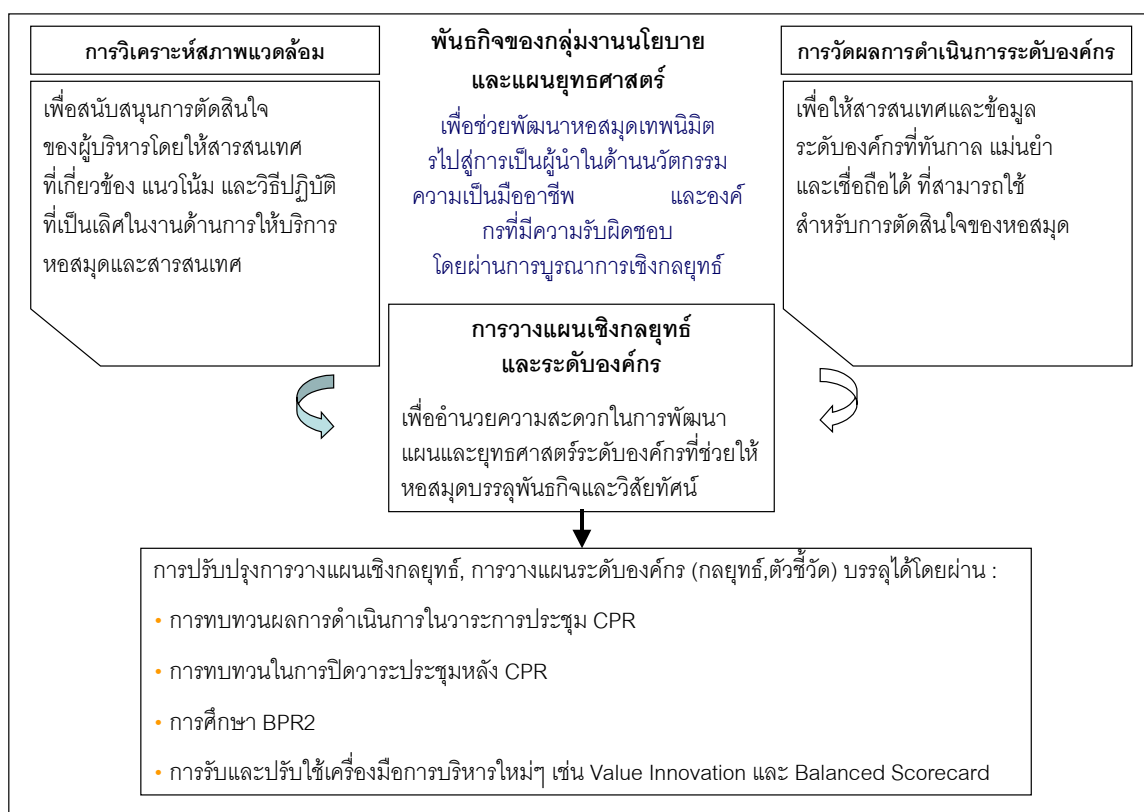 การวิเคราะห์สภาพแวดล้อม
เพื่อสนับสนุนการตัดสินใจ
ของผู้บริหารโดยให้สารสนเทศ
ที่เกี่ยวข้อง แนวโน้ม และวิธีปฏิบัติ
ที่เป็นเลิศในงานด้านการให้บริการ
หอสมุดและสารสนเทศ
พันธกิจของกลุ่มงานนโยบาย
และแผนยุทธศาสตร์
เพื่อช่วยพัฒนาหอสมุดเทพนิมิต
รไปสู่การเป็นผู้นำในด้านนวัตกรรม
ความเป็นมืออาชีพ และองค์
กรที่มีความรับผิดชอบ
โดยผ่านการบูรณาการเชิงกลยุทธ์
การวัดผลการดำเนินการระดับองค์กร
เพื่อให้สารสนเทศและข้อมูล
ระดับองค์กรที่ทันกาล แม่นยำ
และเชื่อถือได้ ที่สามารถใช้
สำหรับการตัดสินใจของหอสมุด
การวางแผนเชิงกลยุทธ์
และระดับองค์กร
เพื่ออำนวยความสะดวกในการพัฒนา
แผนและยุทธศาสตร์ระดับองค์กรที่ช่วยให้
หอสมุดบรรลุพันธกิจและวิสัยทัศน์
การปรับปรุงการวางแผนเชิงกลยุทธ์, การวางแผนระดับองค์กร (กลยุทธ์,ตัวชี้วัด) บรรลุได้โดยผ่าน :
• การทบทวนผลการดำเนินการในวาระการประชุม CPR
• การทบทวนในการปิดวาระประชุมหลัง CPR
• การศึกษา BPR2
• การรับและปรับใช้เครื่องมือการบริหารใหม่ๆ เช่น Value Innovation และ Balanced Scorecard